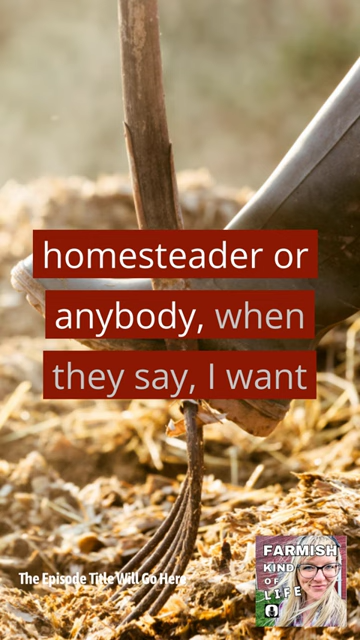 homesteader or
anybody, when
they say, I want
The Episode Title Will Go Here
FARMISH
KIND
OF
LIFE